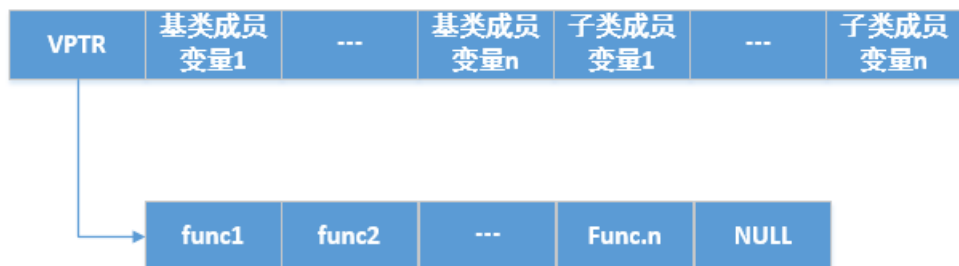 VPTR
基类成员
变量1
---
基类成员
变量n
子类成员
变量1
---
子类成员
变量n
func1
func2
---
Func.n
NULL